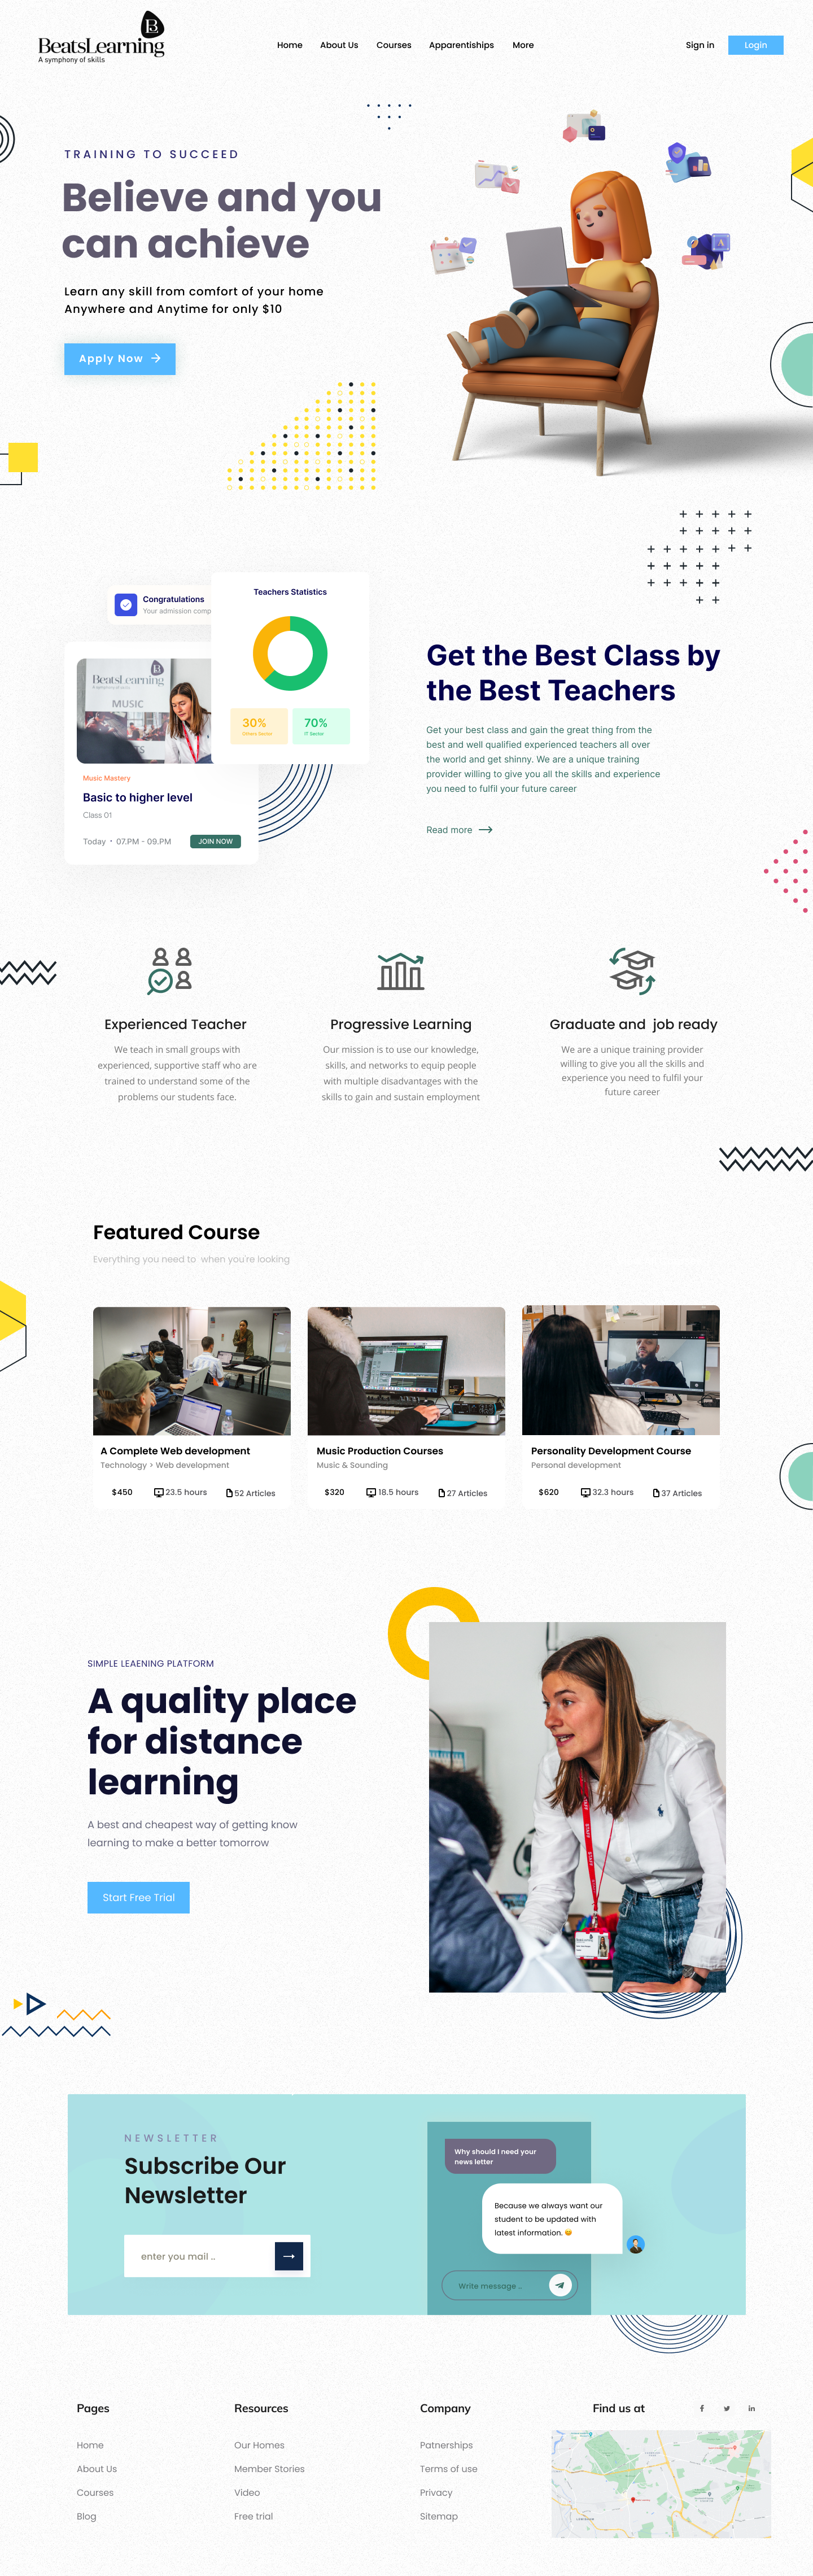 B
BeatsLearning
A symphony of skills
Home About Us Courses Apparentiships More
Sign in Login
TRAINING TO SUCCEED
Believe and you
can achieve
Learn any skill from comfort of your home
Anywhere and Anytime for only $10
Apply Now
Congratulations
Your admission comp
Teachers Statistics
30%
Others Sector
70%
IT Sector
BeatsLearning
A symphony of skills
MUSIC
Music Mastery
Basic to higher level
Class 01
Today • 07.PM - 09.PM
JOIN NOW
Get the Best Class by
the Best Teachers
Get your best class and gain the great thing from the
best and well qualified experienced teachers all over
the world and get shinny. We are a unique training
provider willing to give you all the skills and experience
you need to fulfil your future career
Read more
Experienced Teacher
We teach in small groups with
experienced, supportive staff who are
trained to understand some of the
problems our students face.
Progressive Learning
Our mission is to use our knowledge,
skills, and networks to equip people
with multiple disadvantages with the
skills to gain and sustain employment
Graduate and job ready
We are a unique training provider
willing to give you all the skills and
experience you need to fulfil your
future career
Featured Course
Everything you need to when you're looking
A Complete Web development
Technology > Web development
$450 23.5 hours 52 Articles
Music Production Courses
Music & Sounding
$320 18.5 hours 27 Articles
Personality Development Course
Personal development
$620 32.3 hours 37 Articles
SIMPLE LEAENING PLATFORM
A quality place
for distance
learning
A best and cheapest way of getting know
learning to make a better tomorrow
Start Free Trial
NEWSLETTER
Subscribe Our
Newsletter
enter you mail ..
Why should I need your
news letter
Because we always want our
student to be updated with
latest information. 😊
Write message ..
Pages
Home
About Us
Courses
Blog
Resources
Our Homes
Member Stories
Video
Free trial
Company
Patnerships
Terms of use
Privacy
Sitemap
Find us at